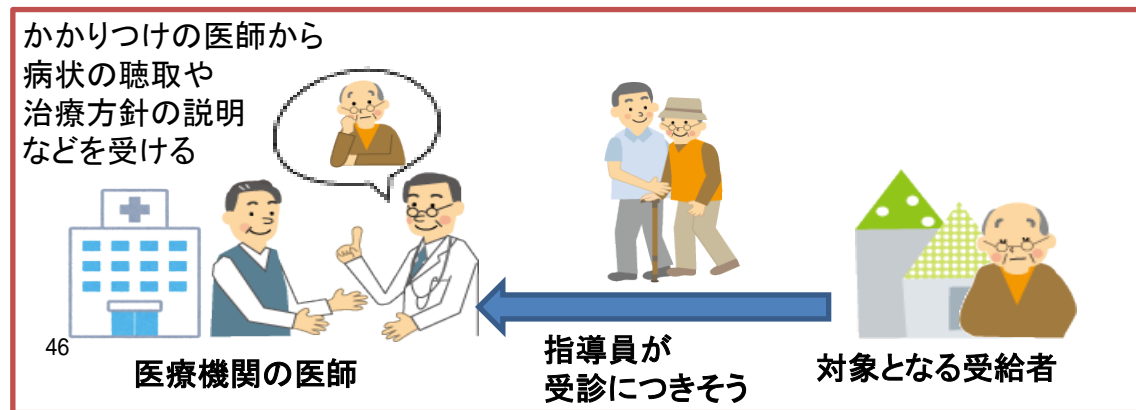 かかりつけの医師から
病状の聴取や
治療方針の説明
などを受ける
46
医療機関の医師
指導員が
受診につきそう
対象となる受給者